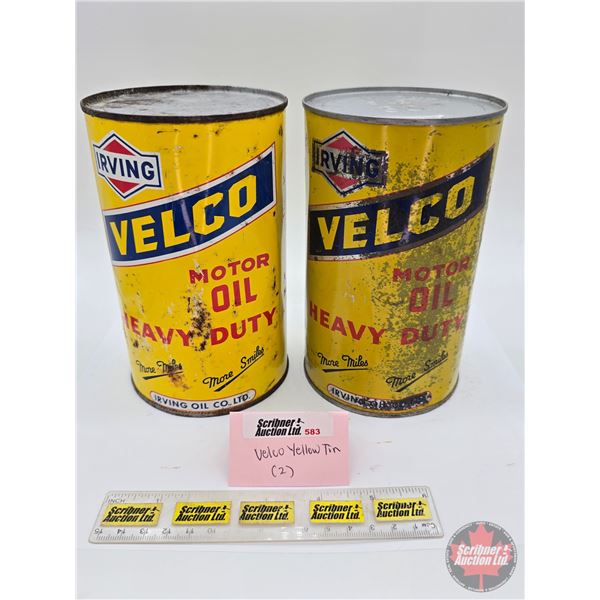 IRVING
VELCO
MOTOR
OIL
HEAVY DUTY
More Miles
More Smiles
IRVING OIL CO. LTD.
IRVING
VELCO
MOTOR
OIL
HEAVY DUTY
More Miles
More Smiles
IRVING
Scribner
Auction Ltd. 583
Velco Yellow Tin
(2)
INCH
Scribner
Auction Ltd.
Scribner
Auction Ltd.
Scribner
Auction Ltd.
Scribner
Auction Ltd.
Scribner
Auction Ltd.
Scribner
Auction Ltd.